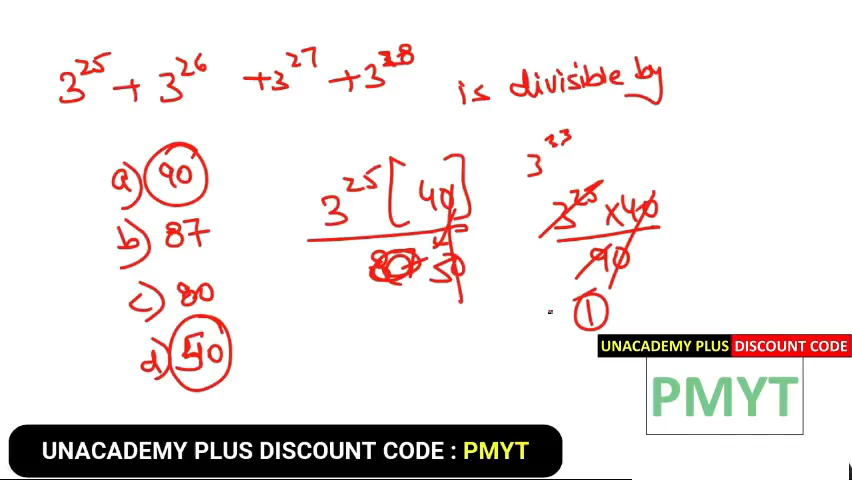 3^25 + 3^26 + 3^27 + 3^28 is divisible by
a) 90
b) 87
c) 80
d) 50
3^25 [40]
50
3^33
3^25 × 40
90
1
UNACADEMY PLUS DISCOUNT CODE
PMYT
UNACADEMY PLUS DISCOUNT CODE : PMYT